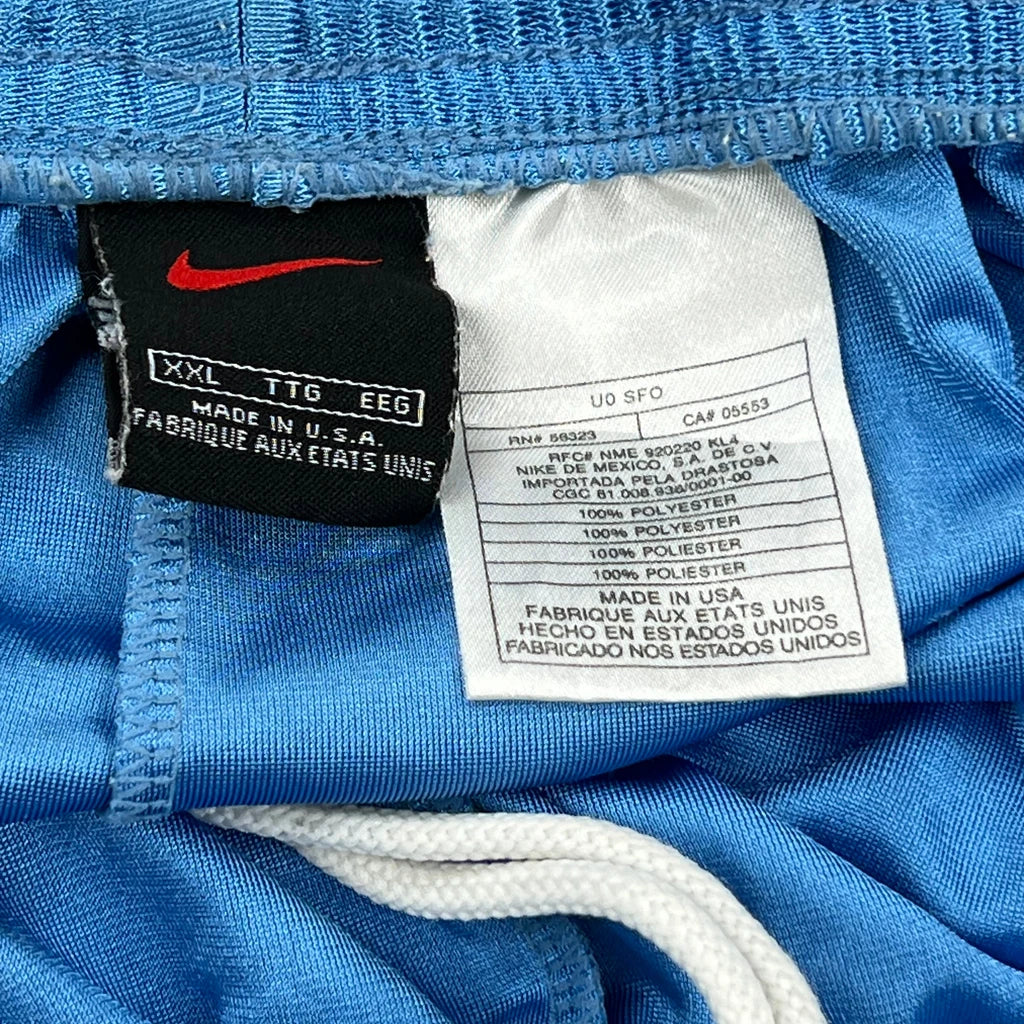 XXL TTG EEG
MADE IN U.S.A.
FABRIQUE AUX ETATS UNIS
U0 SFO
RN# 56323 CA# 05553
RFC# NME 920220 KL4
NIKE DE MEXICO, S.A. DE C.V.
IMPORTADA PELA DRASTOSA
CGC 61.008.938/0001-00
100% POLYESTER
100% POLYESTER
100% POLIESTER
100% POLIESTER
MADE IN USA
FABRIQUE AUX ETATS UNIS
HECHO EN ESTADOS UNIDOS
FABRICADO NOS ESTADOS UNIDOS